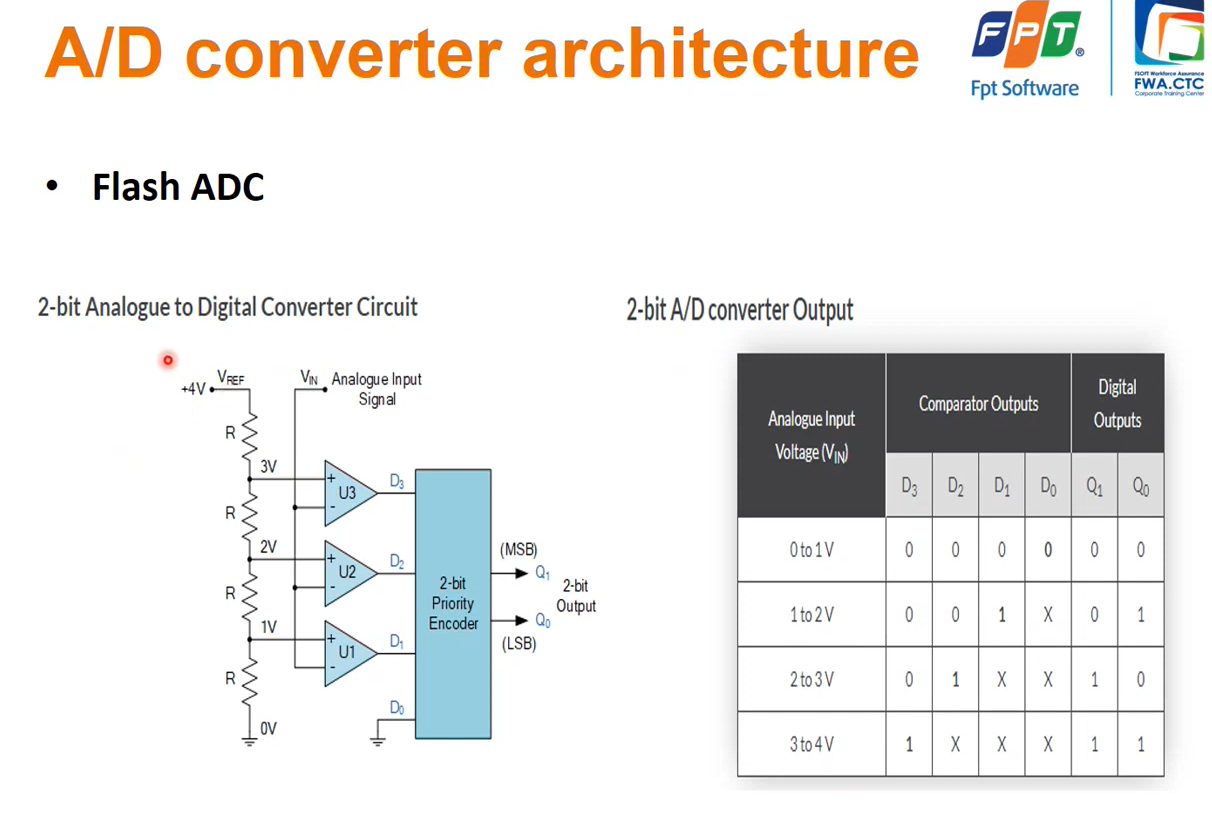 A/D converter architecture
FPT®
Fpt Software
FSOFT Workforce Assurance
FWA.CTC
Corporate Training Center
• Flash ADC
2-bit Analogue to Digital Converter Circuit
+4V VREF
VIN Analogue Input
Signal
R
3V
+
U3
-
D3
R
2V
+
U2
-
D2
R
1V
+
U1
-
D1
R
0V
D0
2-bit
Priority
Encoder
(MSB)
Q1
Q0
(LSB)
2-bit
Output
2-bit A/D converter Output
Analogue Input
Voltage (VIN)
Comparator Outputs
Digital
Outputs
D3 D2 D1 D0 Q1 Q0
0 to 1 V 0 0 0 0 0 0
1 to 2 V 0 0 1 X 0 1
2 to 3 V 0 1 X X 1 0
3 to 4 V 1 X X X 1 1